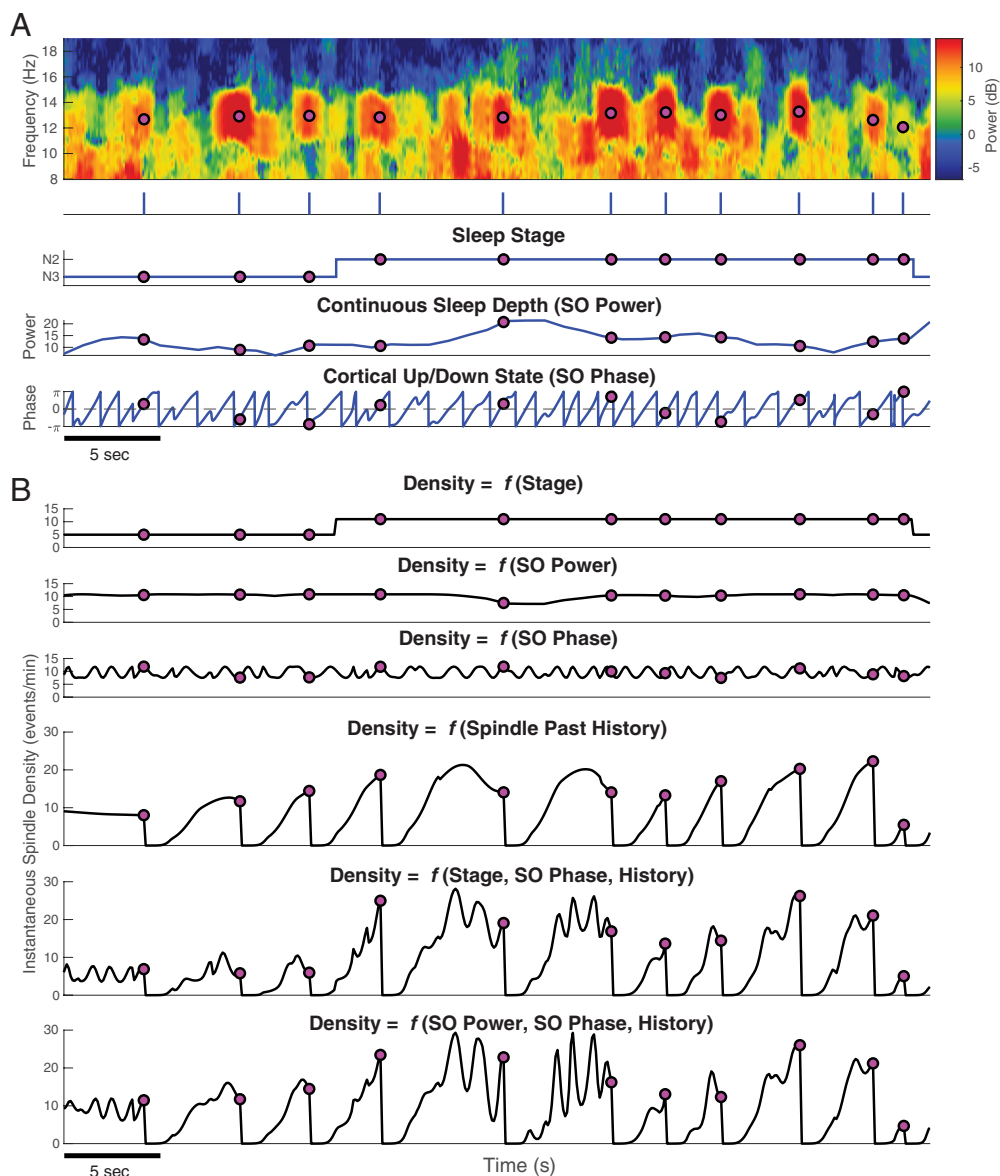 A
Frequency (Hz)
18
16
14
12
10
8
10
5
0
-5
Power (dB)
Sleep Stage
N2
N3
Continuous Sleep Depth (SO Power)
Power
20
15
10
Cortical Up/Down State (SO Phase)
Phase
π
0
-π
5 sec
B
Instantaneous Spindle Density (events/min)
Density = f (Stage)
15
10
5
0
Density = f (SO Power)
15
10
5
0
Density = f (SO Phase)
15
10
5
0
Density = f (Spindle Past History)
30
20
10
0
Density = f (Stage, SO Phase, History)
30
20
10
0
Density = f (SO Power, SO Phase, History)
30
20
10
0
5 sec
Time (s)